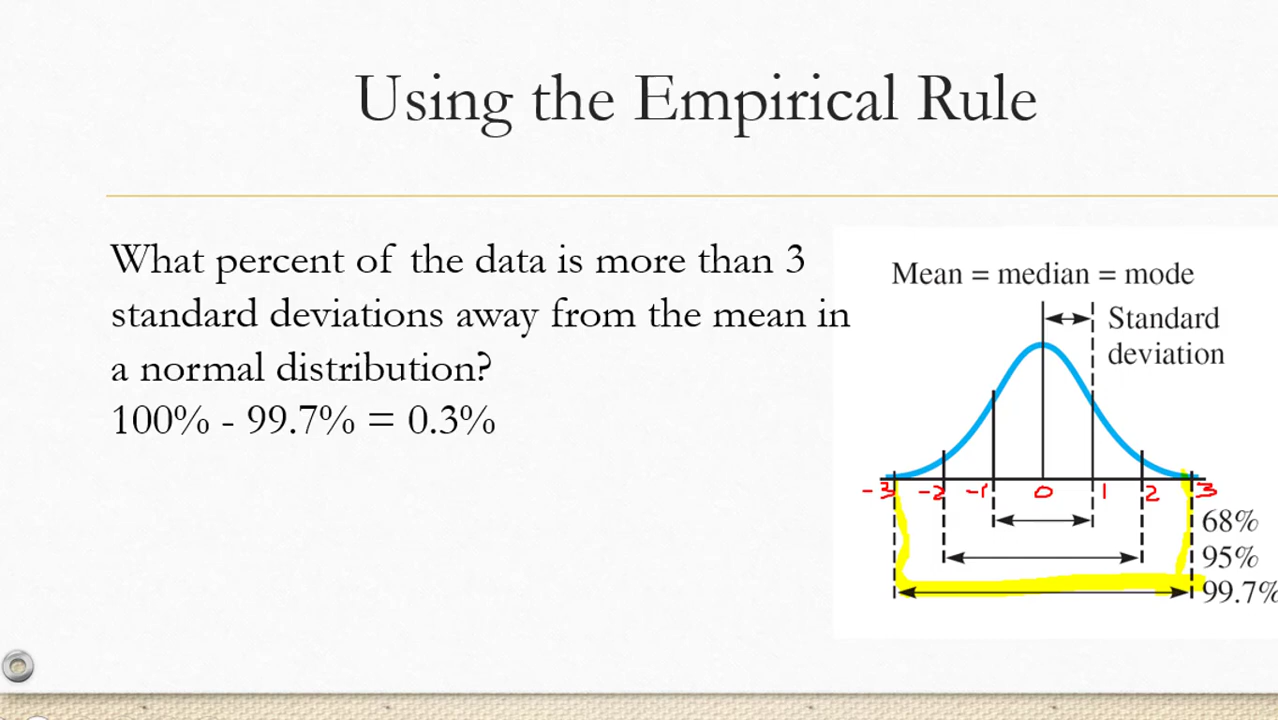 Using the Empirical Rule
What percent of the data is more than 3
standard deviations away from the mean in
a normal distribution?
100% - 99.7% = 0.3%
Mean = median = mode
Standard
deviation
-3 -2 -1 0 1 2 3
68%
95%
99.7%